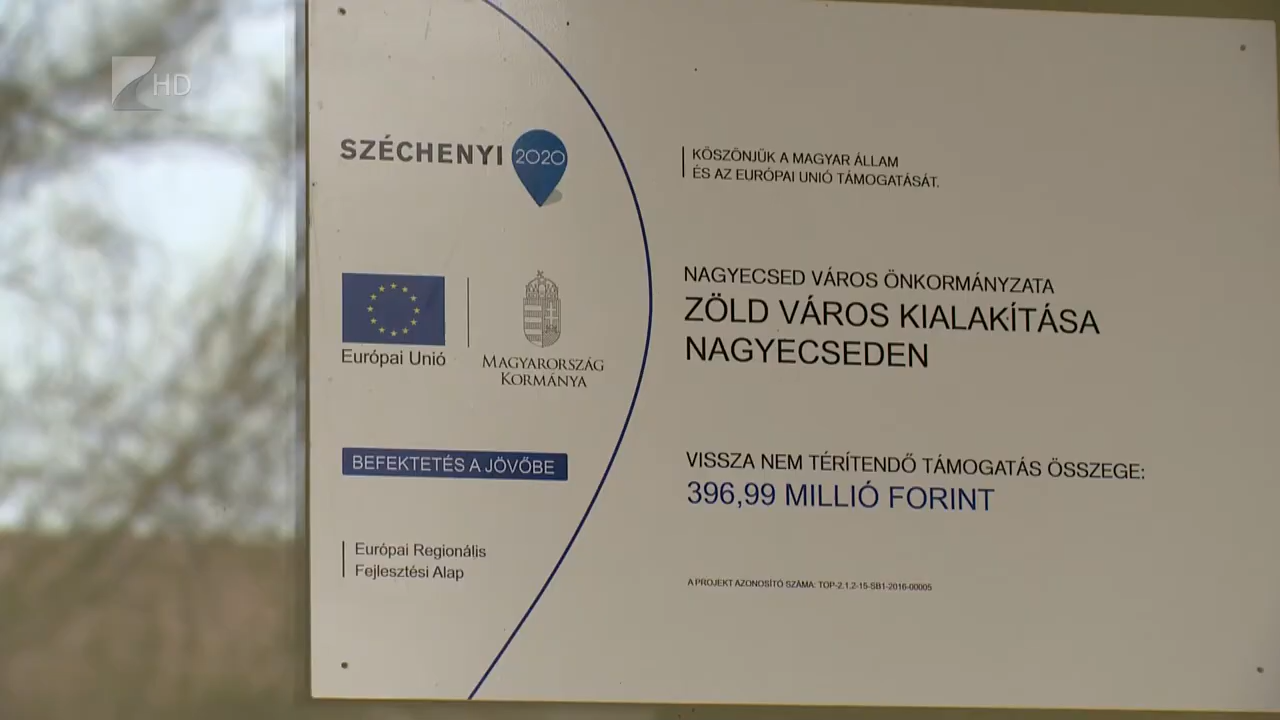 HD
SZÉCHENYI 2020
Európai Unió
MAGYARORSZÁG
KORMÁNYA
BEFEKTETÉS A JÖVŐBE
Európai Regionális
Fejlesztési Alap
KÖSZÖNJÜK A MAGYAR ÁLLAM
ÉS AZ EURÓPAI UNIÓ TÁMOGATÁSÁT.
NAGYECSED VÁROS ÖNKORMÁNYZATA
ZÖLD VÁROS KIALAKÍTÁSA
NAGYECSEDEN
VISSZA NEM TÉRÍTENDŐ TÁMOGATÁS ÖSSZEGE:
396,99 MILLIÓ FORINT
A PROJEKT AZONOSÍTÓ SZÁMA: TOP-2.1.2-15-SB1-2016-00005